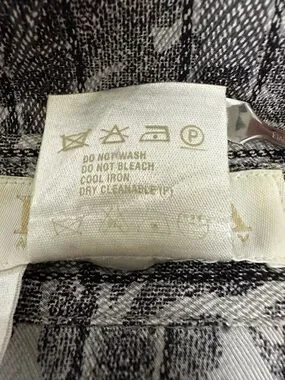 P
DO NOT WASH
DO NOT BLEACH
COOL IRON
DRY CLEANABLE(P)